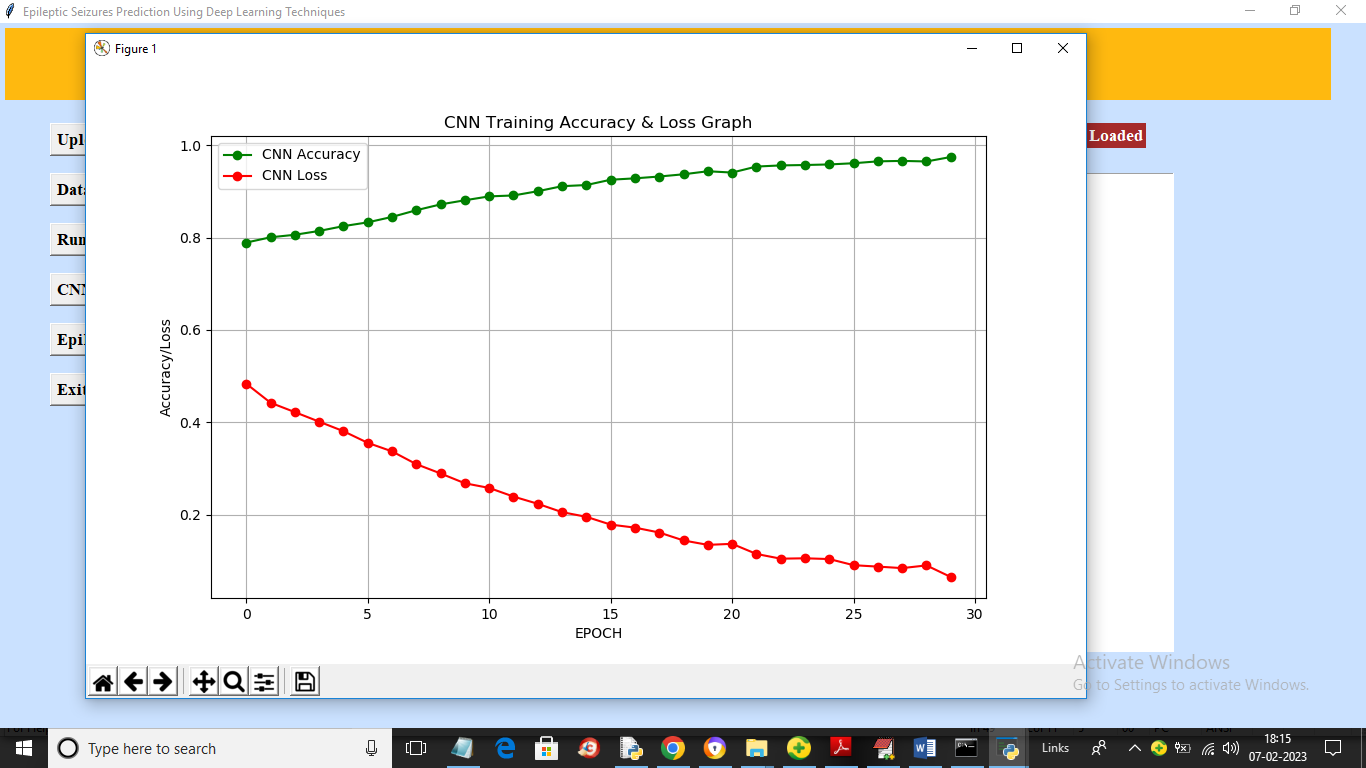 Epileptic Seizures Prediction Using Deep Learning Techniques
Figure 1
Upl
Loaded
Data
Run
CNN
Epil
Exit
CNN Training Accuracy & Loss Graph
CNN Accuracy
CNN Loss
1.0
0.8
0.6
0.4
0.2
Accuracy/Loss
0 5 10 15 20 25 30
EPOCH
Activate Windows
Go to Settings to activate Windows.
Type here to search
Links
18:15
07-02-2023